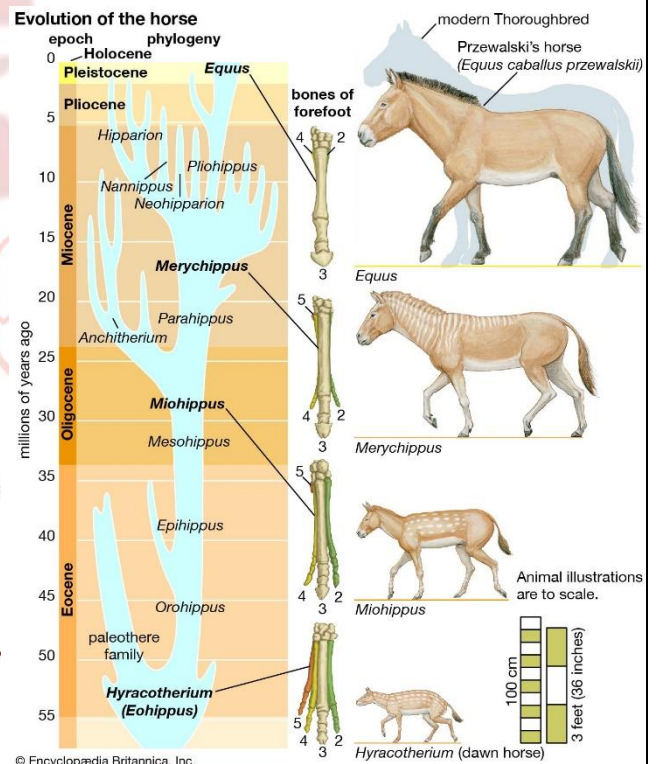 Evolution of the horse
epoch phylogeny
Holocene
0
Pleistocene
Equus
Pliocene
5
Hipparion
Pliohippus
10
Nannippus
Neohipparion
Miocene
15
Merychippus
20
Parahippus
Anchitherium
25
millions of years ago
Oligocene
Miohippus
30
Mesohippus
35
Epihippus
40
Eocene
45
Orohippus
paleothere
family
50
Hyracotherium
(Eohippus)
55
bones of
forefoot
4 2
3
5
4 2
3
5
4 3 2
5
4 3 2
modern Thoroughbred
Przewalski's horse
(Equus caballus przewalskii)
Equus
Merychippus
Miohippus
Animal illustrations
are to scale.
100 cm
3 feet (36 inches)
Hyracotherium (dawn horse)
© Encyclopædia Britannica, Inc.